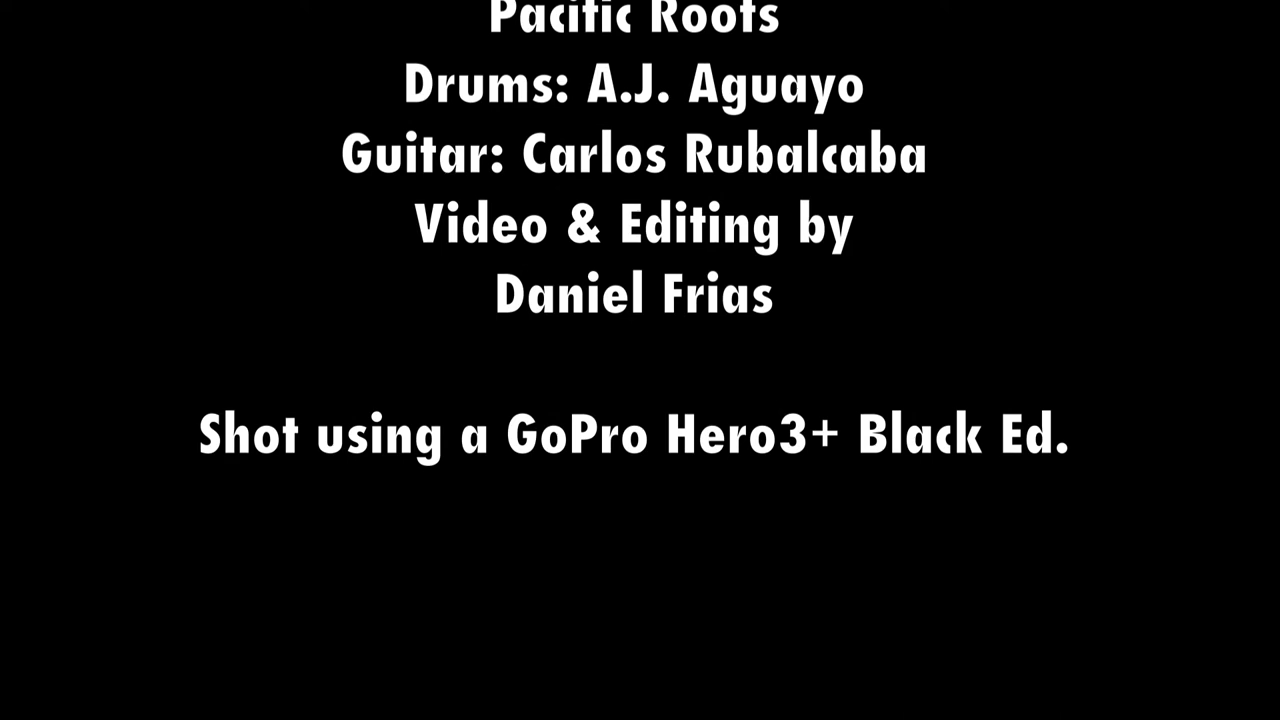 Pacific Roots
Drums: A.J. Aguayo
Guitar: Carlos Rubalcaba
Video & Editing by
Daniel Frias
Shot using a GoPro Hero3+ Black Ed.